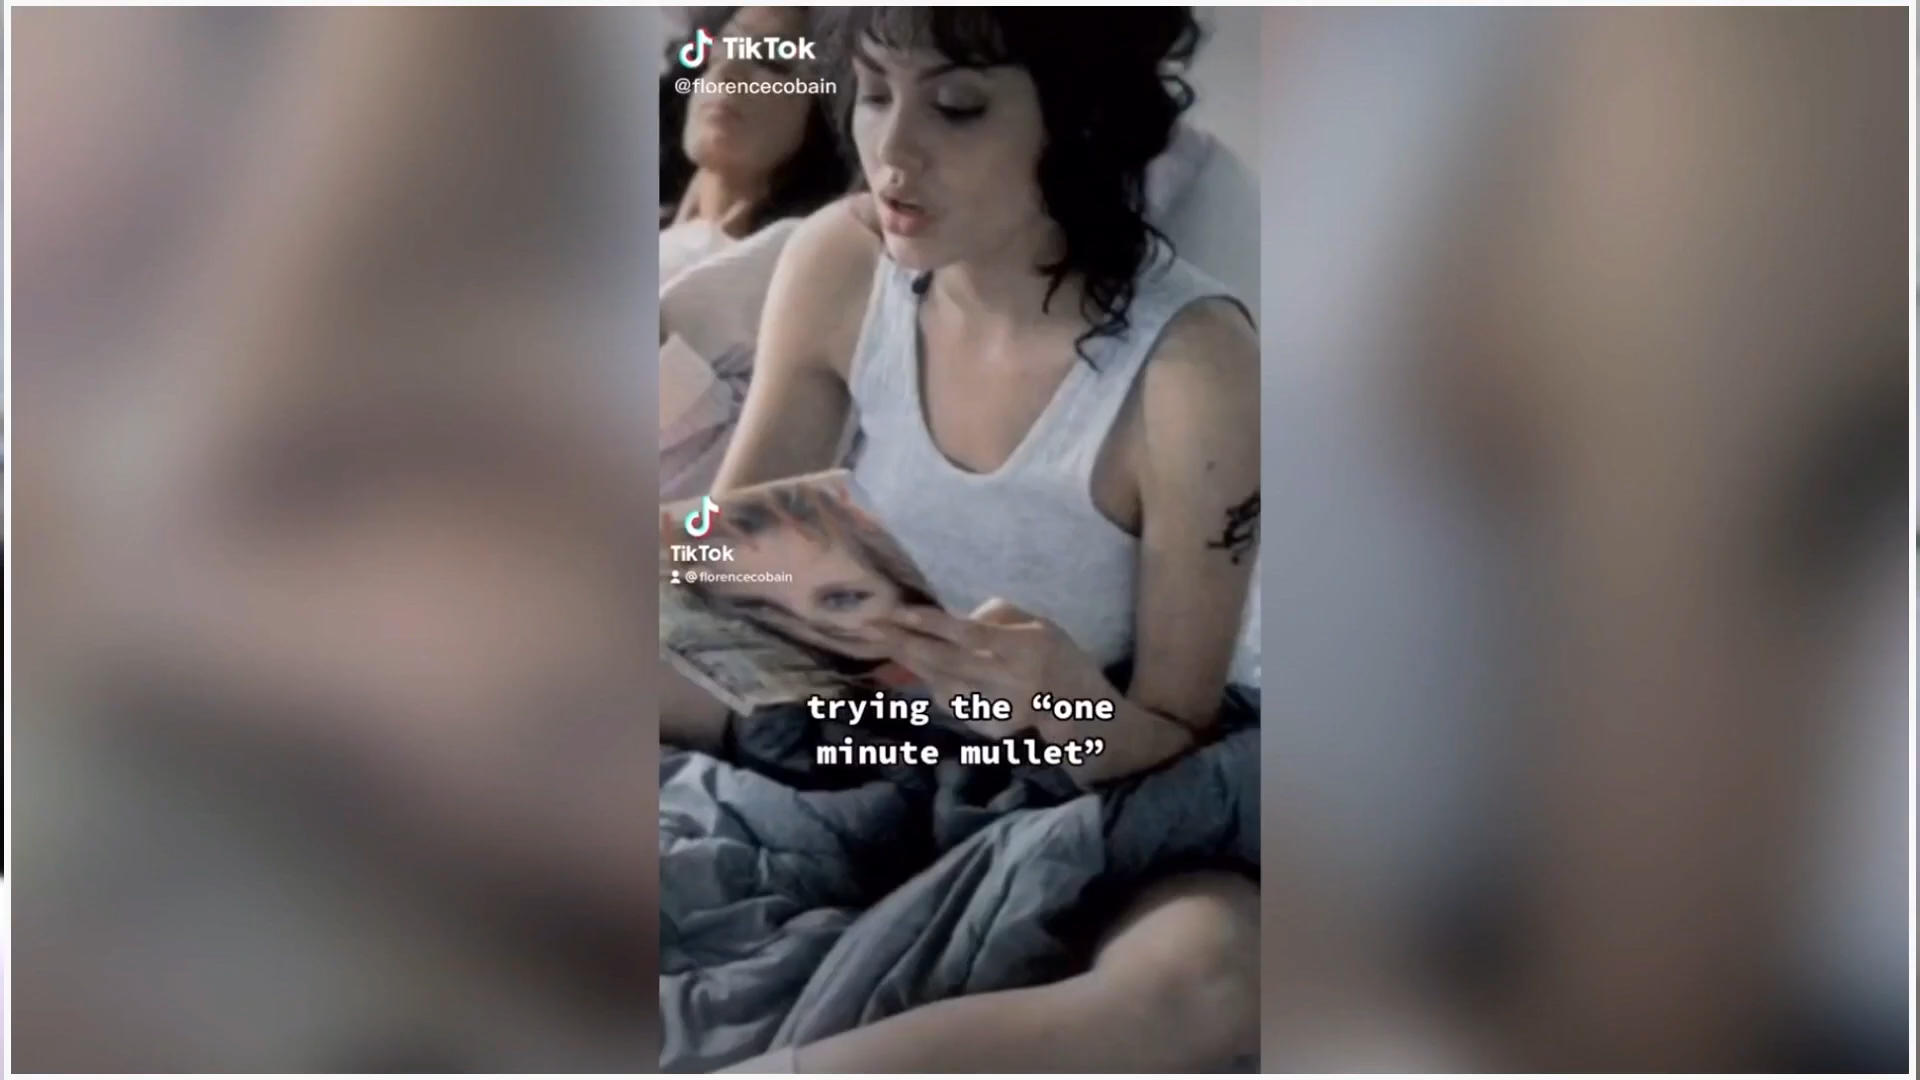 TikTok
@florencecobain
TikTok
@florencecobain
trying the “one
minute mullet”